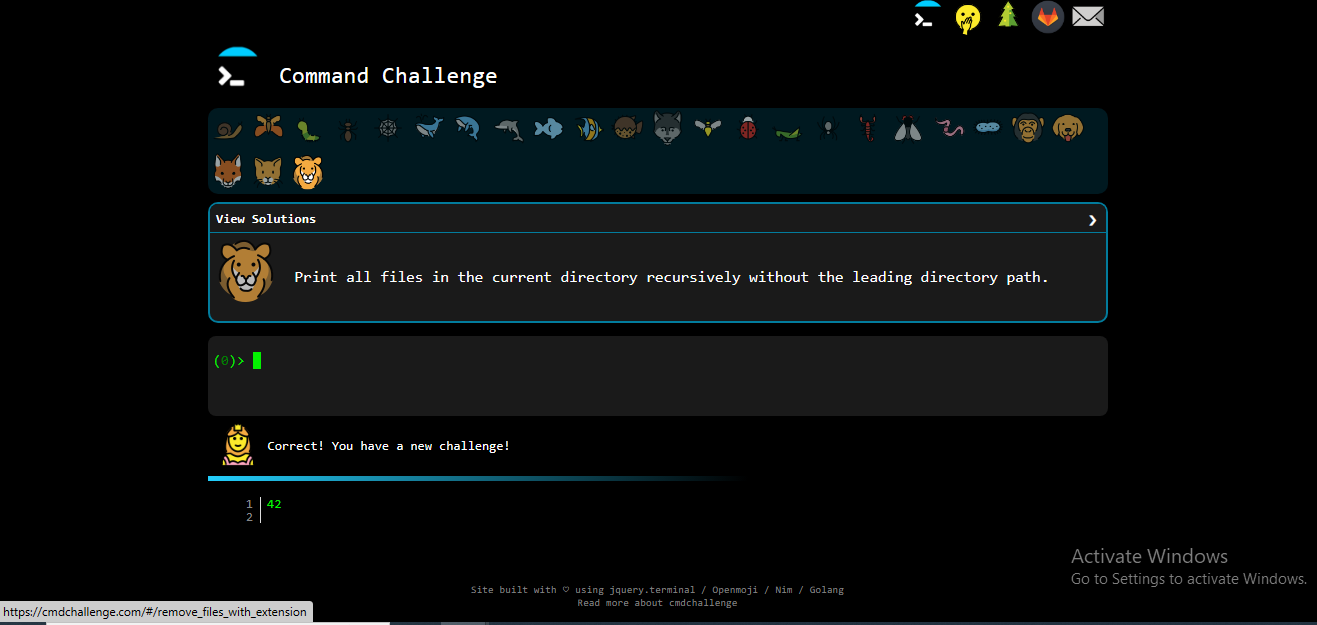 Command Challenge
View Solutions
Print all files in the current directory recursively without the leading directory path.
(0)>
Correct! You have a new challenge!
1 42
2
Activate Windows
Go to Settings to activate Windows.
Site built with ♡ using jquery.terminal / Openmoji / Nim / Golang
Read more about cmdchallenge
https://cmdchallenge.com/#/remove_files_with_extension